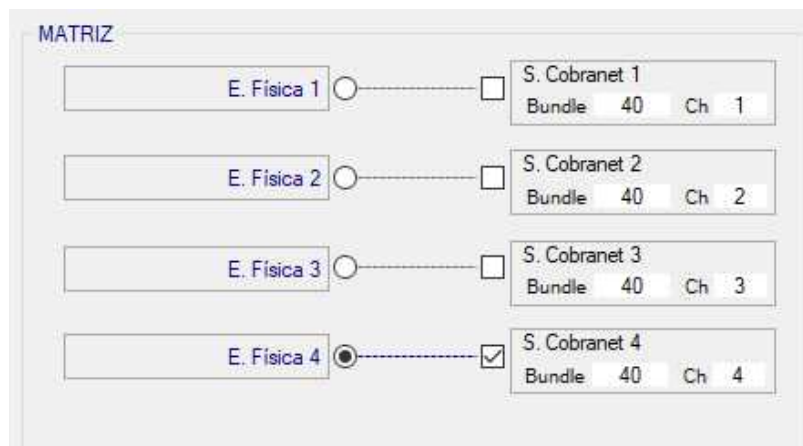 MATRIZ
E. Física 1
S. Cobranet 1
Bundle 40 Ch 1
E. Física 2
S. Cobranet 2
Bundle 40 Ch 2
E. Física 3
S. Cobranet 3
Bundle 40 Ch 3
E. Física 4
S. Cobranet 4
Bundle 40 Ch 4